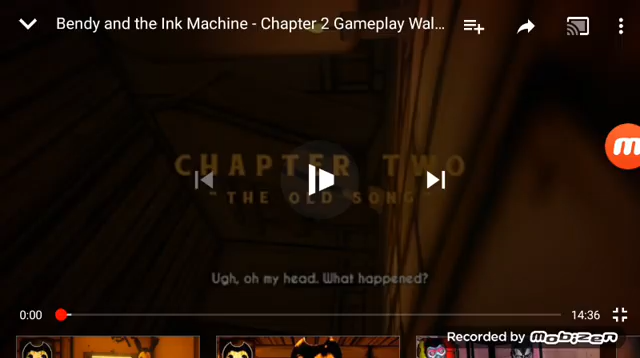 Bendy and the Ink Machine - Chapter 2 Gameplay Wal...
CHAPTER TWO
"THE OLD SONG"
Ugh, oh my head. What happened?
0:00
14:36
Recorded by Mobizen